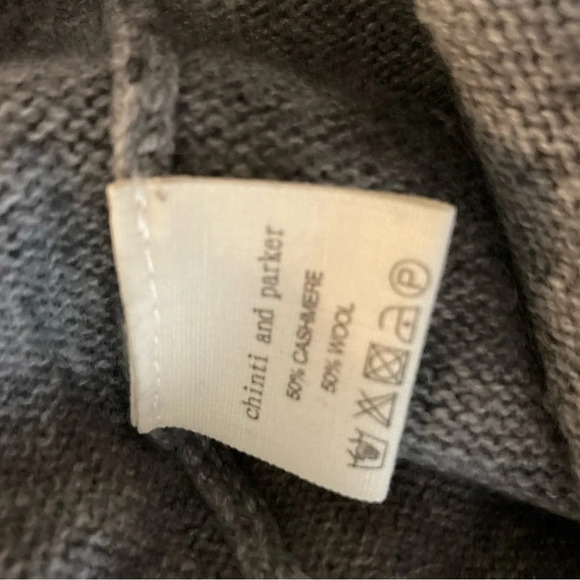 chinti and parker
50% CASHMERE
50% WOOL
P